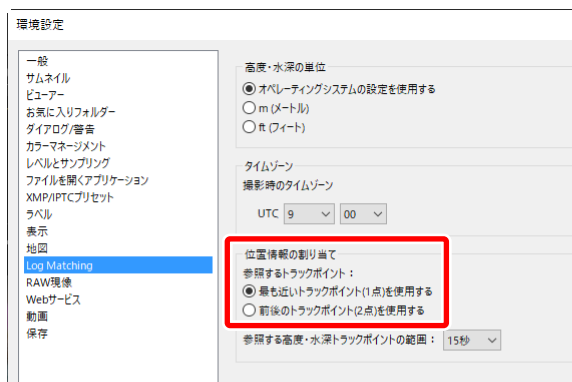 環境設定
一般
サムネイル
ビューアー
お気に入りフォルダー
ダイアログ/警告
カラーマネージメント
レベルとサンプリング
ファイルを開くアプリケーション
XMP/IPTCプリセット
ラベル
表示
地図
Log Matching
RAW現像
Webサービス
動画
保存
高度・水深の単位
オペレーティングシステムの設定を使用する
m (メートル)
ft (フィート)
タイムゾーン
撮影時のタイムゾーン
UTC 9 00
位置情報の割り当て
参照するトラックポイント：
最も近いトラックポイント(1点)を使用する
前後のトラックポイント(2点)を使用する
参照する高度・水深トラックポイントの範囲： 15秒